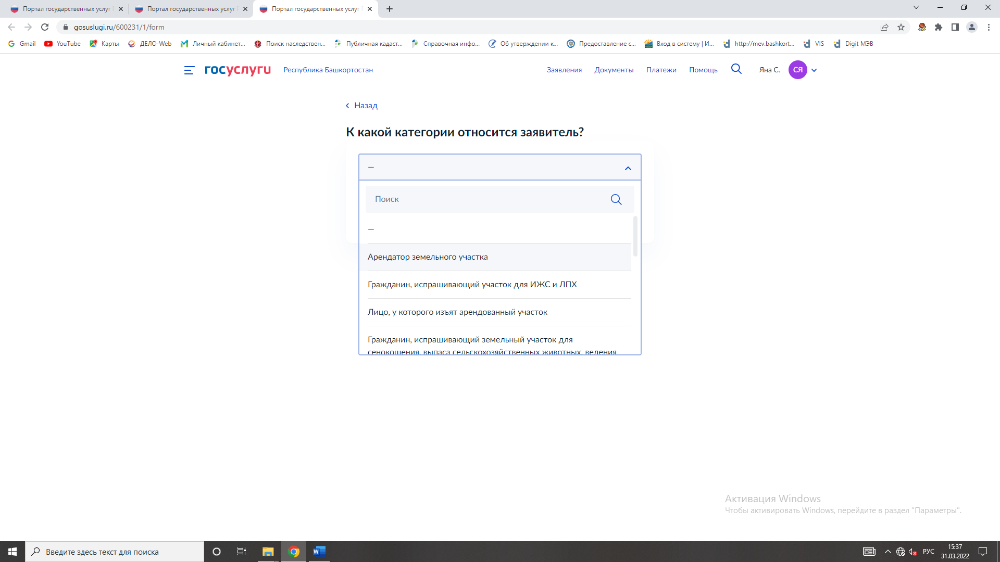 Портал государственных услуг
Портал государственных услуг
Портал государственных услуг
gosuslugi.ru/600231/1/form
Gmail
YouTube
Карты
ДЕЛО-Web
Личный кабинет...
Поиск наследствен...
Публичная кадаст...
Справочная инфо...
Об утверждении к...
Предоставление с...
Вход в систему | И...
http://mev.bashkort...
VIS
Digit МЭВ
госуслуги
Республика Башкортостан
Заявления
Документы
Платежи
Помощь
Яна С.
СЯ
Назад
К какой категории относится заявитель?
—
Поиск
—
Арендатор земельного участка
Гражданин, испрашивающий участок для ИЖС и ЛПХ
Лицо, у которого изъят арендованный участок
Гражданин, испрашивающий земельный участок для
сенокошения, выпаса сельскохозяйственных животных, ведения
Активация Windows
Чтобы активировать Windows, перейдите в раздел "Параметры".
Введите здесь текст для поиска
РУС
15:37
31.03.2022